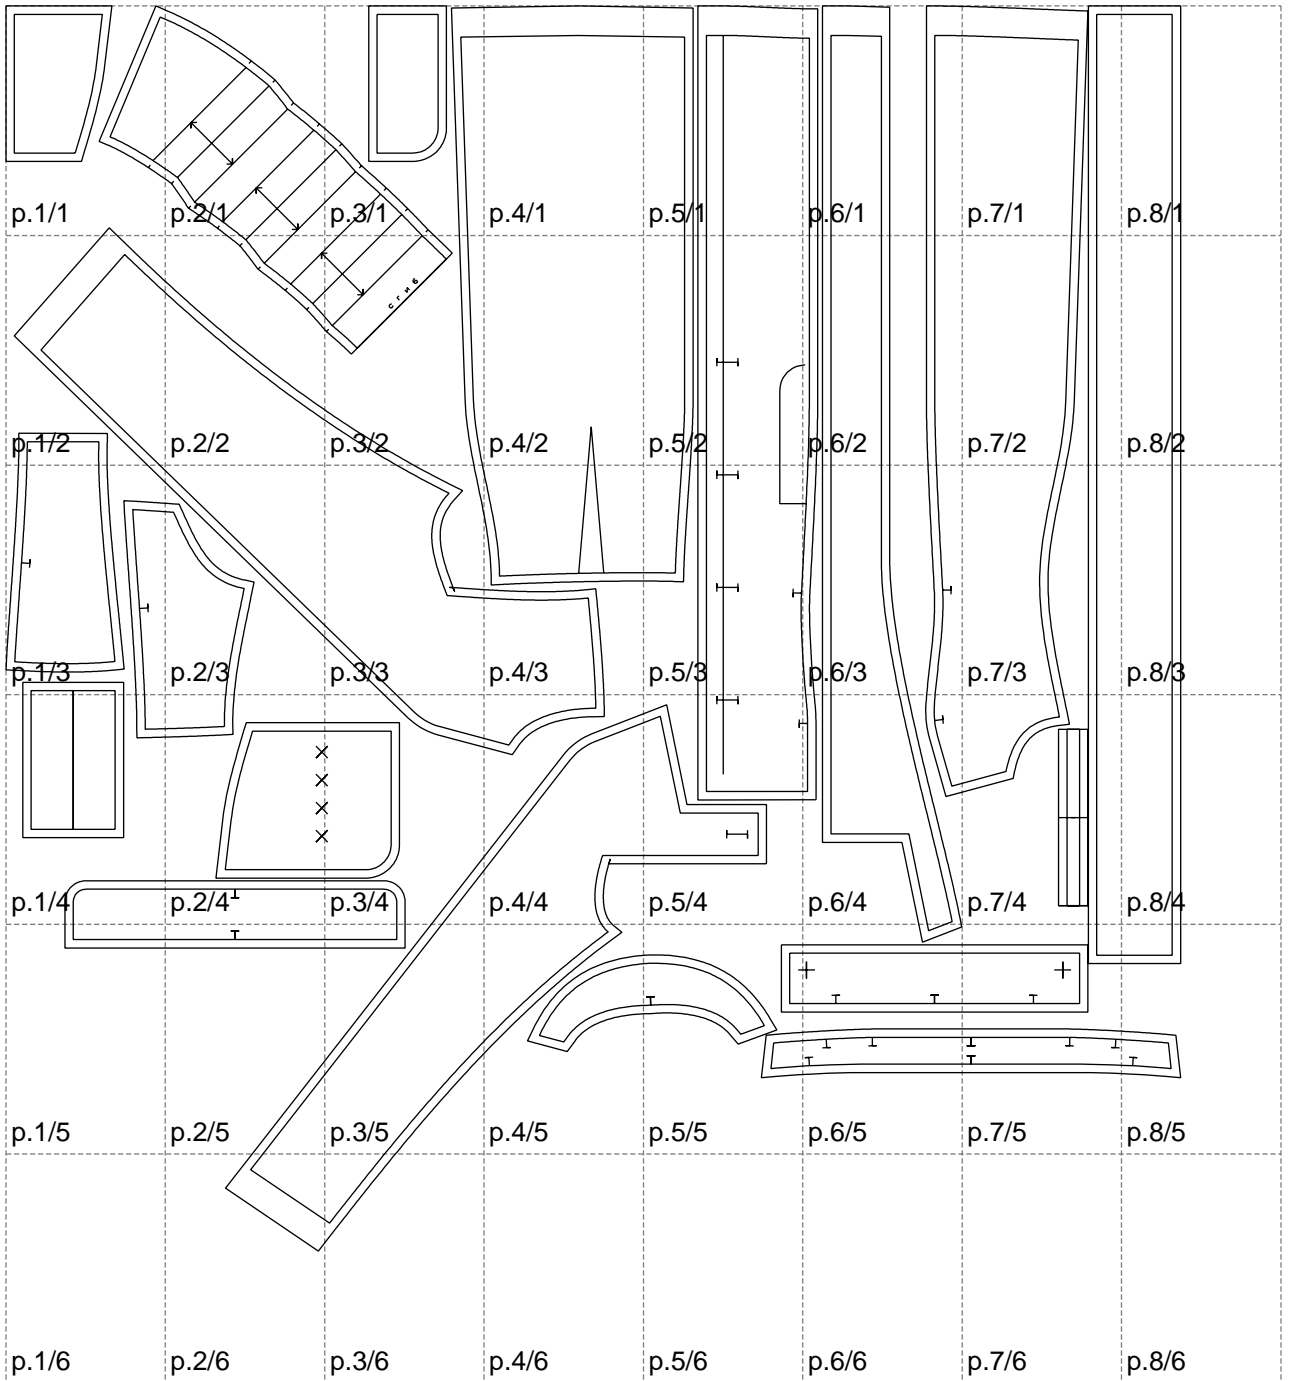 p.1/1 p.2/1 p.3/1 p.4/1 p.5/1 p.6/1 p.7/1 p.8/1
сгиб
p.1/2 p.2/2 p.3/2 p.4/2 p.5/2 p.6/2 p.7/2 p.8/2
p.1/3 p.2/3 p.3/3 p.4/3 p.5/3 p.6/3 p.7/3 p.8/3
p.1/4 p.2/4 p.3/4 p.4/4 p.5/4 p.6/4 p.7/4 p.8/4
p.1/5 p.2/5 p.3/5 p.4/5 p.5/5 p.6/5 p.7/5 p.8/5
p.1/6 p.2/6 p.3/6 p.4/6 p.5/6 p.6/6 p.7/6 p.8/6